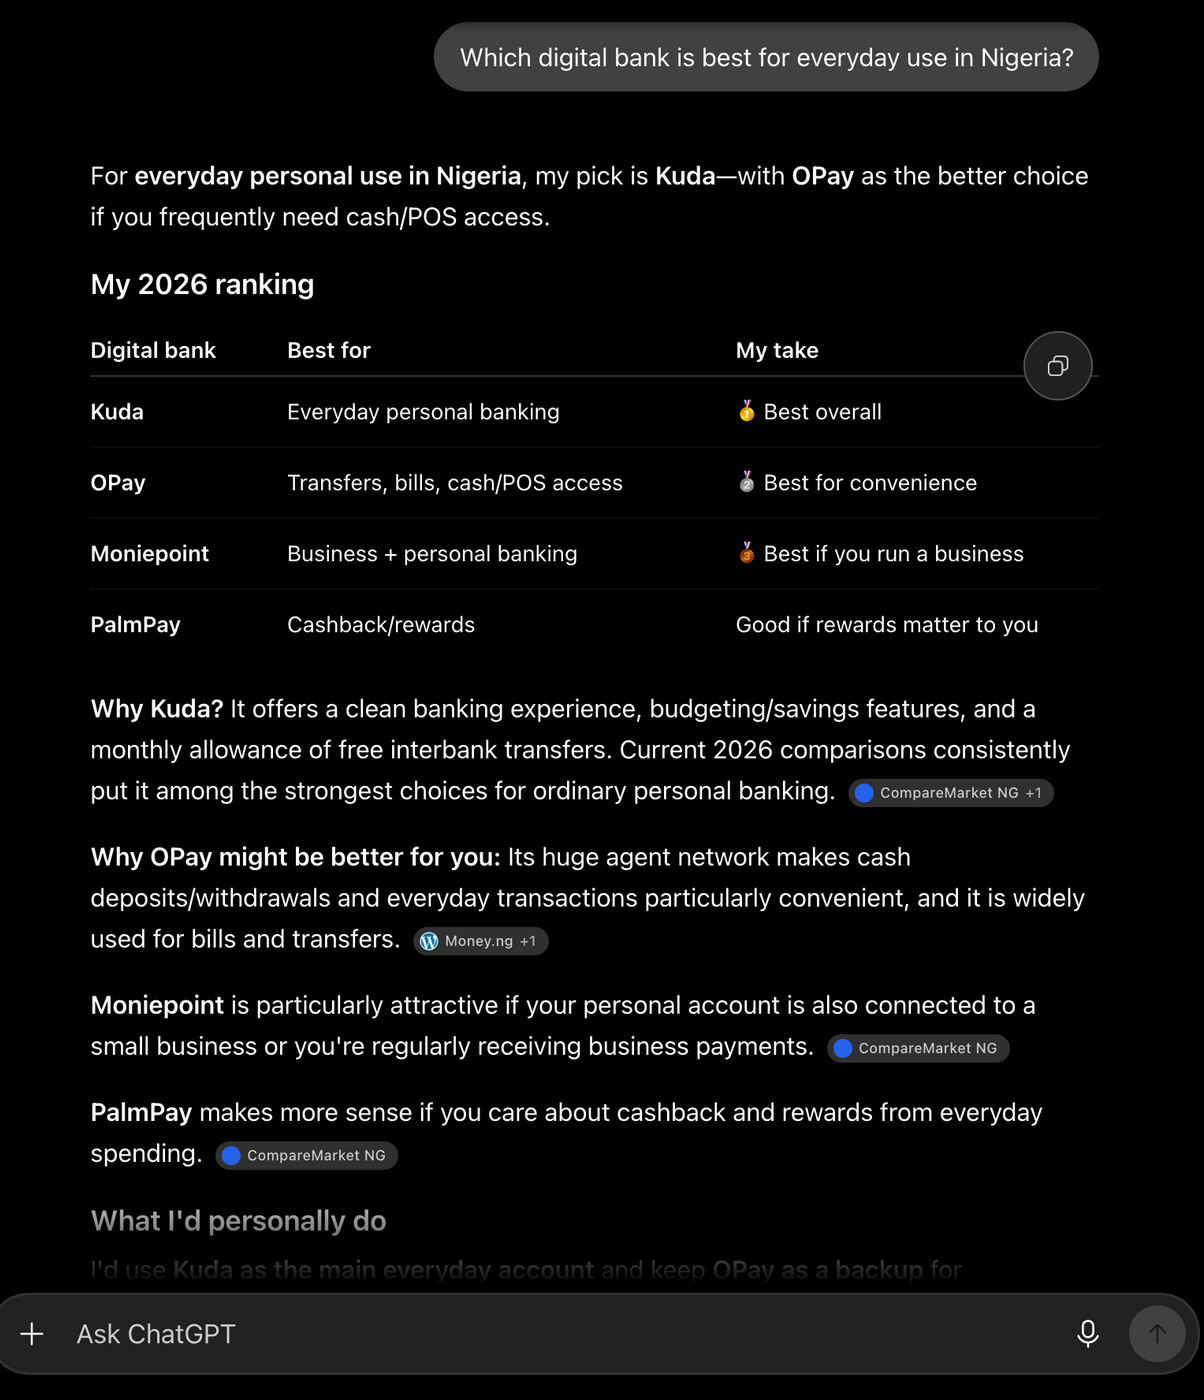 Which digital bank is best for everyday use in Nigeria?
For everyday personal use in Nigeria, my pick is Kuda—with OPay as the better choice
if you frequently need cash/POS access.
My 2026 ranking
Digital bank Best for My take
Kuda Everyday personal banking 🥇 Best overall
OPay Transfers, bills, cash/POS access 🥈 Best for convenience
Moniepoint Business + personal banking 🥉 Best if you run a business
PalmPay Cashback/rewards Good if rewards matter to you
Why Kuda? It offers a clean banking experience, budgeting/savings features, and a
monthly allowance of free interbank transfers. Current 2026 comparisons consistently
put it among the strongest choices for ordinary personal banking. CompareMarket NG +1
Why OPay might be better for you: Its huge agent network makes cash
deposits/withdrawals and everyday transactions particularly convenient, and it is widely
used for bills and transfers. Money.ng +1
Moniepoint is particularly attractive if your personal account is also connected to a
small business or you're regularly receiving business payments. CompareMarket NG
PalmPay makes more sense if you care about cashback and rewards from everyday
spending. CompareMarket NG
What I'd personally do
I'd use Kuda as the main everyday account and keep OPay as a backup for
Ask ChatGPT